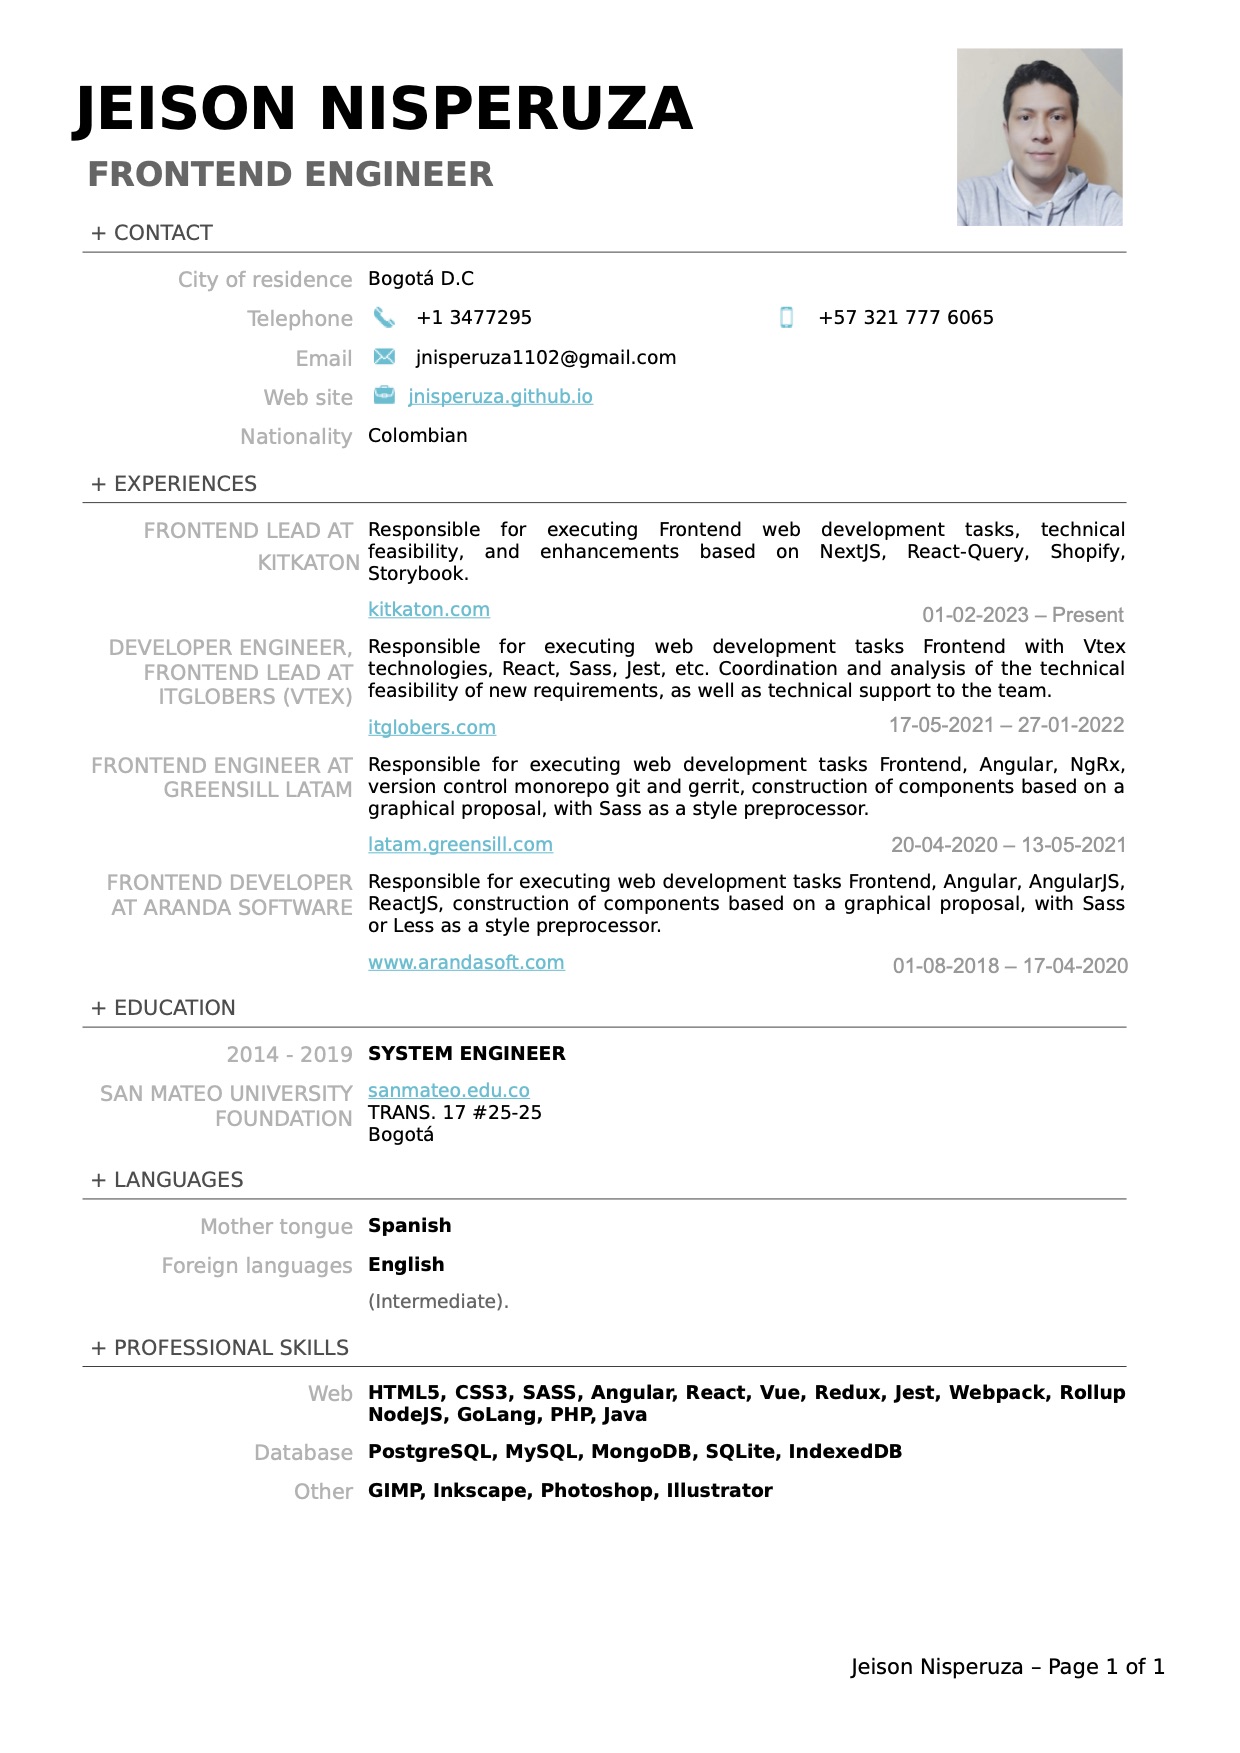 JEISON NISPERUZA
FRONTEND ENGINEER
+ CONTACT
City of residence Bogotá D.C
Telephone +1 3477295 +57 321 777 6065
Email jnisperuza1102@gmail.com
Web site jnisperuza.github.io
Nationality Colombian
+ EXPERIENCES
FRONTEND LEAD AT
KITKATON
Responsible for executing Frontend web development tasks, technical
feasibility, and enhancements based on NextJS, React-Query, Shopify,
Storybook.
kitkaton.com 01-02-2023 – Present
DEVELOPER ENGINEER,
FRONTEND LEAD AT
ITGLOBERS (VTEX)
Responsible for executing web development tasks Frontend with Vtex
technologies, React, Sass, Jest, etc. Coordination and analysis of the technical
feasibility of new requirements, as well as technical support to the team.
itglobers.com 17-05-2021 – 27-01-2022
FRONTEND ENGINEER AT
GREENSILL LATAM
Responsible for executing web development tasks Frontend, Angular, NgRx,
version control monorepo git and gerrit, construction of components based on a
graphical proposal, with Sass as a style preprocessor.
latam.greensill.com 20-04-2020 – 13-05-2021
FRONTEND DEVELOPER
AT ARANDA SOFTWARE
Responsible for executing web development tasks Frontend, Angular, AngularJS,
ReactJS, construction of components based on a graphical proposal, with Sass
or Less as a style preprocessor.
www.arandasoft.com 01-08-2018 – 17-04-2020
+ EDUCATION
2014 - 2019 SYSTEM ENGINEER
SAN MATEO UNIVERSITY
FOUNDATION
sanmateo.edu.co
TRANS. 17 #25-25
Bogotá
+ LANGUAGES
Mother tongue Spanish
Foreign languages English
(Intermediate).
+ PROFESSIONAL SKILLS
Web HTML5, CSS3, SASS, Angular, React, Vue, Redux, Jest, Webpack, Rollup
NodeJS, GoLang, PHP, Java
Database PostgreSQL, MySQL, MongoDB, SQLite, IndexedDB
Other GIMP, Inkscape, Photoshop, Illustrator
Jeison Nisperuza – Page 1 of 1